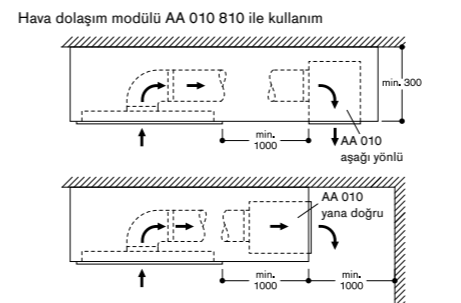 Hava dolaşım modülü AA 010 810 ile kullanım
min. 300
min.
1000
AA 010
aşağı yönlü
AA 010
yana doğru
min.
1000
min.
1000